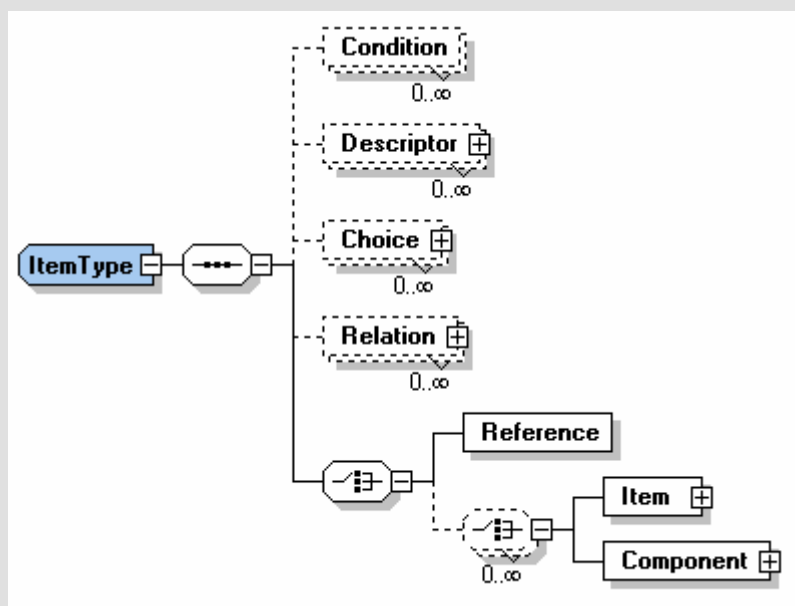 Condition
0..∞
Descriptor
0..∞
Choice
0..∞
ItemType
Relation
0..∞
Reference
Item
0..∞
Component